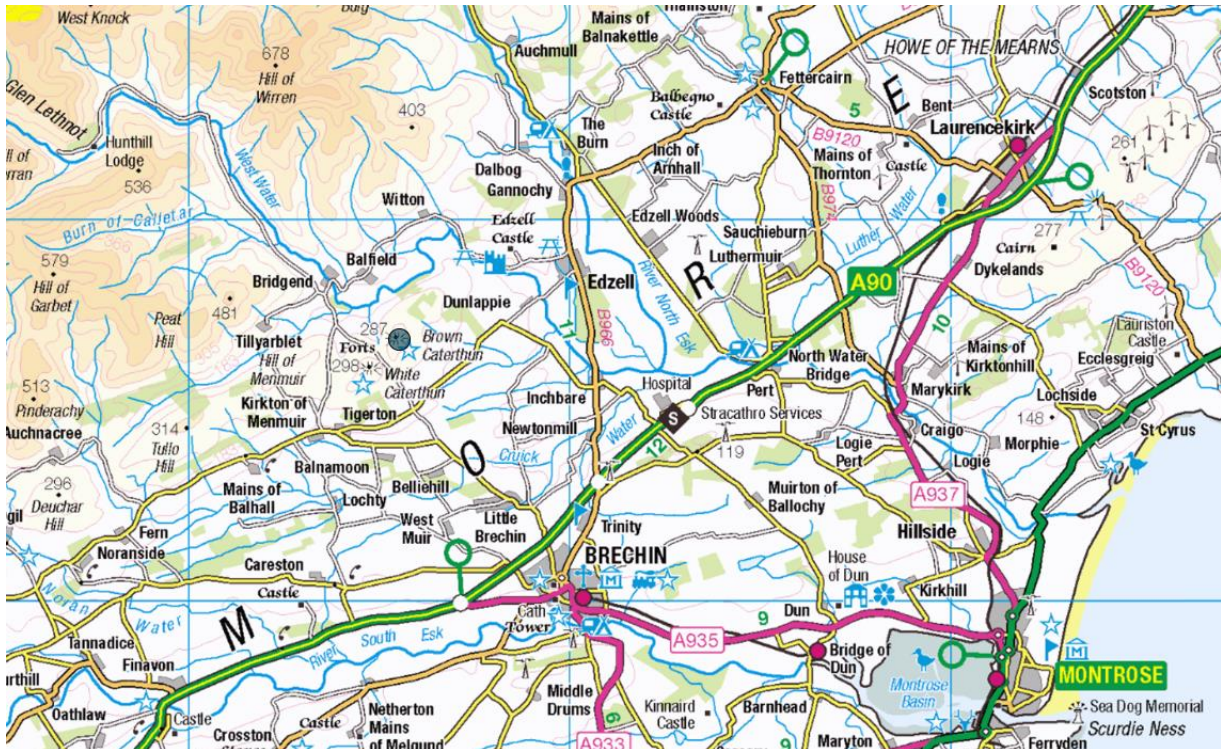 West Knock
Burg
678
Hill of
Wirren
Glen Lethnot
Hunthill
Lodge
536
403
West Water
Burn of Calletar
579
Hill of
Garbet
Auchmull
Mains of
Balnakettle
HOWE OF THE MEARNS
Fettercairn
Scotston
Balbegno
Castle
5
E
Bent
Laurencekirk
261
The
Burn
B9120
Castle
Dalbog
Gannochy
Inch of
Arnhall
Mains of
Thornton
B974
Luther
Water
Witton
Edzell
Castle
Edzell Woods
Sauchieburn
Luthermuir
277
Cairn
B9120
Balfield
Bridgend
Edzell
River North
Esk
R
A90
Dykelands
Dunlappie
Peat
Hill
481
287
Brown
Caterthun
Tillyarblet
Forts
Hill of
Menmuir
298
White
Caterthun
11
B966
10
Lauriston
Castle
Ecclesgreig
North Water
Bridge
Mains of
Kirktonhill
513
Pinderachy
Kirkton of
Menmuir
Tigerton
Inchbare
Hospital
Pert
Marykirk
Lochside
Auchnacree
314
Tullo
Hill
Newtonmill
Water
Stracathro Services
S
148
St Cyrus
Craigo
Morphie
O
Cruick
12
119
Logie
Pert
Logie
Balnamoon
296
Deuchar
Hill
Mains of
Balhall
Lochty
Belliehill
Muirton of
Ballochy
A937
West
Muir
Little
Brechin
Trinity
Hillside
Fern
Noranside
BRECHIN
House
of Dun
Careston
Kirkhill
Castle
Noran
Water
M
Cath
Tower
Dun
9
A935
River South Esk
Tannadice
Finavon
Bridge of
Dun
MONTROSE
Montrose
Basin
Middle
Drums
Kinnaird
Castle
Barnhead
Sea Dog Memorial
Scurdie Ness
Oathlaw
Castle
Castle
Netherton
Mains
of Melgund
Crosston
9
A933
9
Maryton
Ferryden